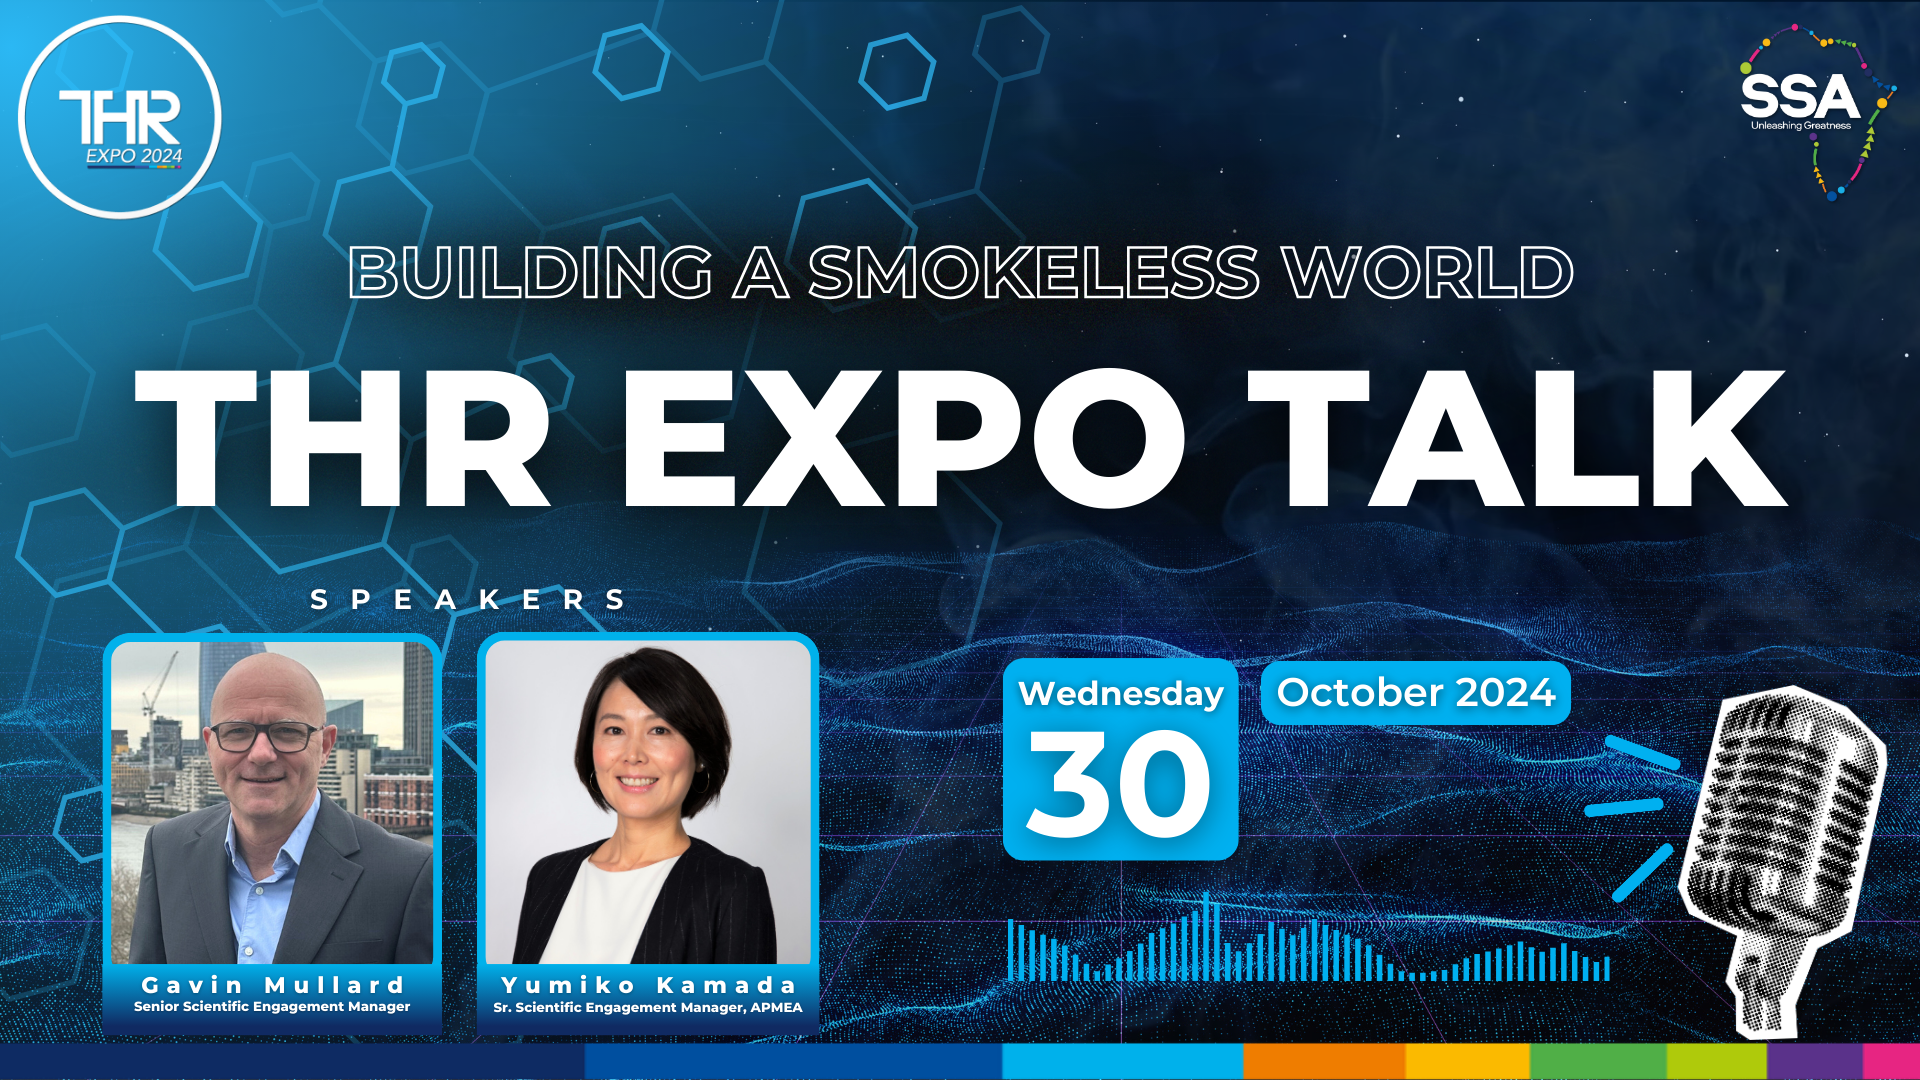 THR
EXPO 2024
SSA
Unleashing Greatness
BUILDING A SMOKELESS WORLD
THR EXPO TALK
SPEAKERS
Gavin Mullard
Senior Scientific Engagement Manager
Yumiko Kamada
Sr. Scientific Engagement Manager, APMEA
Wednesday
30
October 2024